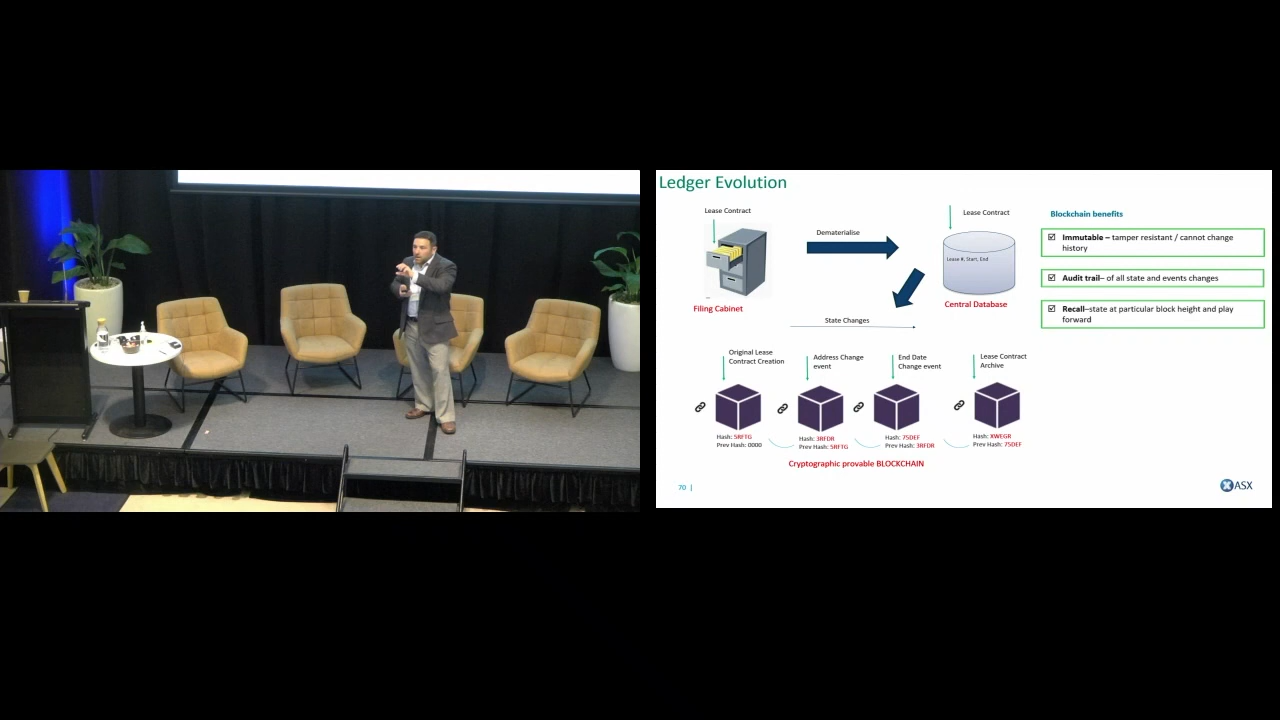 Ledger Evolution
Lease Contract
Dematerialise
Lease Contract
Lease #, Start, End
Filing Cabinet
Central Database
State Changes
Blockchain benefits
Immutable – tamper resistant / cannot change
history
Audit trail– of all state and events changes
Recall–state at particular block height and play
forward
Original Lease
Contract Creation
Address Change
event
End Date
Change event
Lease Contract
Archive
Hash: 5RFTG
Prev Hash: 0000
Hash: 3RFDR
Prev Hash: 5RFTG
Hash: 75DEF
Prev Hash: 3RFDR
Hash: XWEGR
Prev Hash: 75DEF
Cryptographic provable BLOCKCHAIN
70 |
ASX